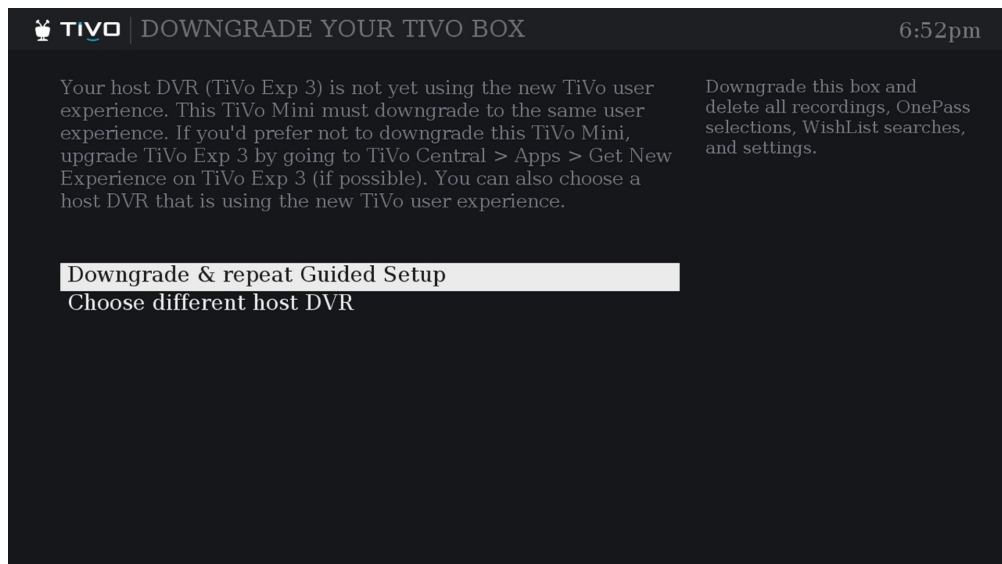 TiVo DOWNGRADE YOUR TIVO BOX 6:52pm
Your host DVR (TiVo Exp 3) is not yet using the new TiVo user
experience. This TiVo Mini must downgrade to the same user
experience. If you'd prefer not to downgrade this TiVo Mini,
upgrade TiVo Exp 3 by going to TiVo Central > Apps > Get New
Experience on TiVo Exp 3 (if possible). You can also choose a
host DVR that is using the new TiVo user experience.
Downgrade this box and
delete all recordings, OnePass
selections, WishList searches,
and settings.
Downgrade & repeat Guided Setup
Choose different host DVR